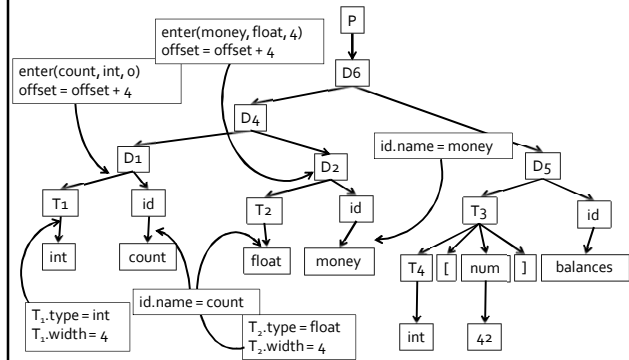 P
enter(money, float, 4)
offset = offset + 4
enter(count, int, 0)
offset = offset + 4
D6
D4
D1
D2
id.name = money
D5
T1
id
T2
id
T3
id
int
count
float
money
T4
[
num
]
balances
id.name = count
T₁.type = int
T₁.width = 4
T₂.type = float
T₂.width = 4
int
42